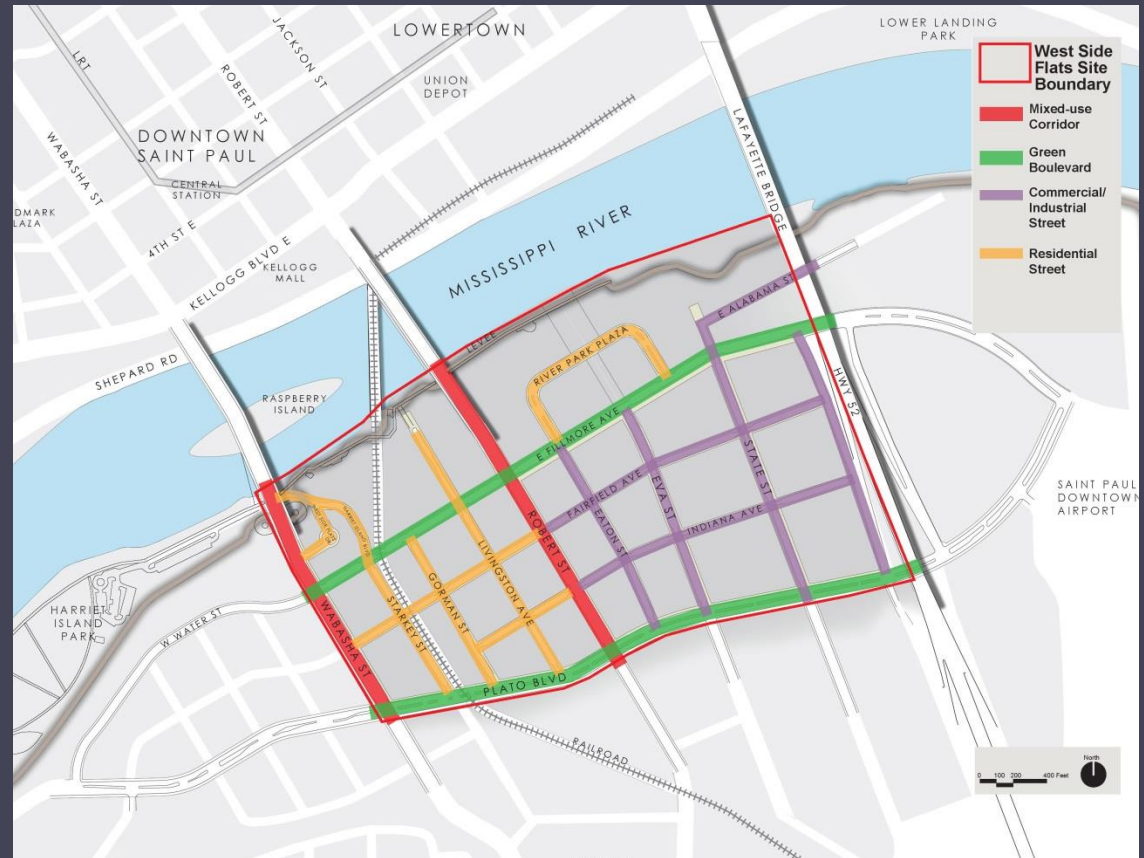 LOWERTOWN
LOWER LANDING
PARK
LRT
JACKSON ST
ROBERT ST
UNION
DEPOT
WABASHA ST
DOWNTOWN
SAINT PAUL
CENTRAL
STATION
4TH ST E
KELLOGG BLVD E
KELLOGG
MALL
SHEPARD RD
MISSISSIPPI RIVER
LAFAYETTE BRIDGE
RASPBERRY
ISLAND
LEVEE
RIVER PARK PLAZA
E ALABAMA ST
E FILLMORE AVE
HWY 52
FAIRFIELD AVE
EATON ST
EVA ST
STATE ST
INDIANA AVE
ROBERT ST
LIVINGSTON AVE
GORMAN ST
STARKEY ST
WABASHA ST
W WATER ST
HARRIET
ISLAND
PARK
PLATO BLVD
RAILROAD
SAINT PAUL
DOWNTOWN
AIRPORT
West Side
Flats Site
Boundary
Mixed-use
Corridor
Green
Boulevard
Commercial/
Industrial
Street
Residential
Street
North
0 100 200 400 Feet